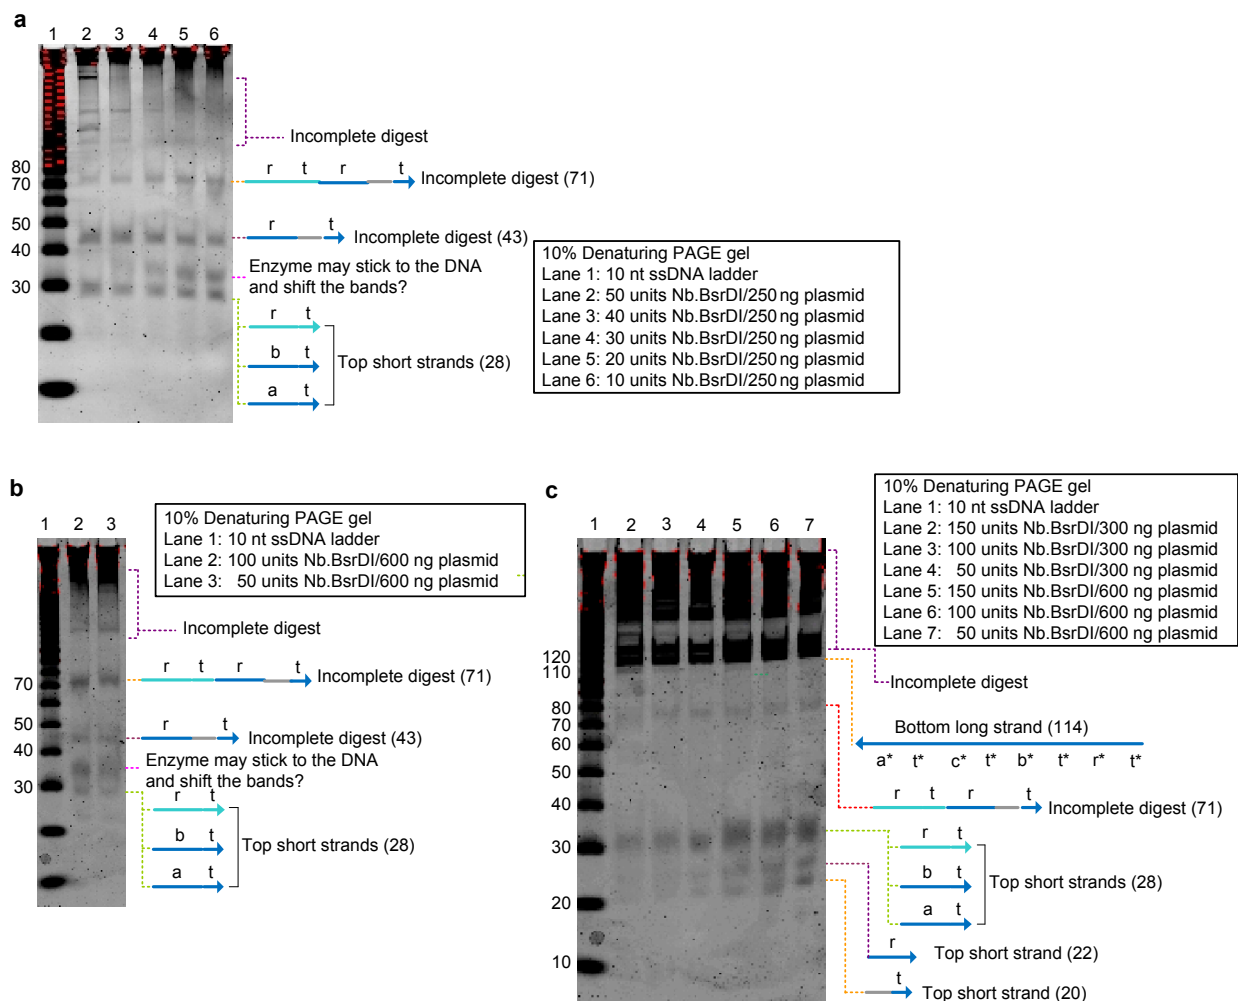 a
1 2 3 4 5 6
80
70
50
40
30
Incomplete digest
r t r t
Incomplete digest (71)
r t
Incomplete digest (43)
Enzyme may stick to the DNA
and shift the bands?
r t
b t
a t
Top short strands (28)
10% Denaturing PAGE gel
Lane 1: 10 nt ssDNA ladder
Lane 2: 50 units Nb.BsrDI/250 ng plasmid
Lane 3: 40 units Nb.BsrDI/250 ng plasmid
Lane 4: 30 units Nb.BsrDI/250 ng plasmid
Lane 5: 20 units Nb.BsrDI/250 ng plasmid
Lane 6: 10 units Nb.BsrDI/250 ng plasmid
b
1 2 3
70
50
40
30
10% Denaturing PAGE gel
Lane 1: 10 nt ssDNA ladder
Lane 2: 100 units Nb.BsrDI/600 ng plasmid
Lane 3: 50 units Nb.BsrDI/600 ng plasmid
Incomplete digest
r t r t
Incomplete digest (71)
r t
Incomplete digest (43)
Enzyme may stick to the DNA
and shift the bands?
r t
b t
a t
Top short strands (28)
c
1 2 3 4 5 6 7
120
110
80
70
60
50
40
30
20
10
10% Denaturing PAGE gel
Lane 1: 10 nt ssDNA ladder
Lane 2: 150 units Nb.BsrDI/300 ng plasmid
Lane 3: 100 units Nb.BsrDI/300 ng plasmid
Lane 4: 50 units Nb.BsrDI/300 ng plasmid
Lane 5: 150 units Nb.BsrDI/600 ng plasmid
Lane 6: 100 units Nb.BsrDI/600 ng plasmid
Lane 7: 50 units Nb.BsrDI/600 ng plasmid
Incomplete digest
Bottom long strand (114)
a* t* c* t* b* t* r* t*
r t r t
Incomplete digest (71)
r t
b t
a t
Top short strands (28)
r
Top short strand (22)
t
Top short strand (20)